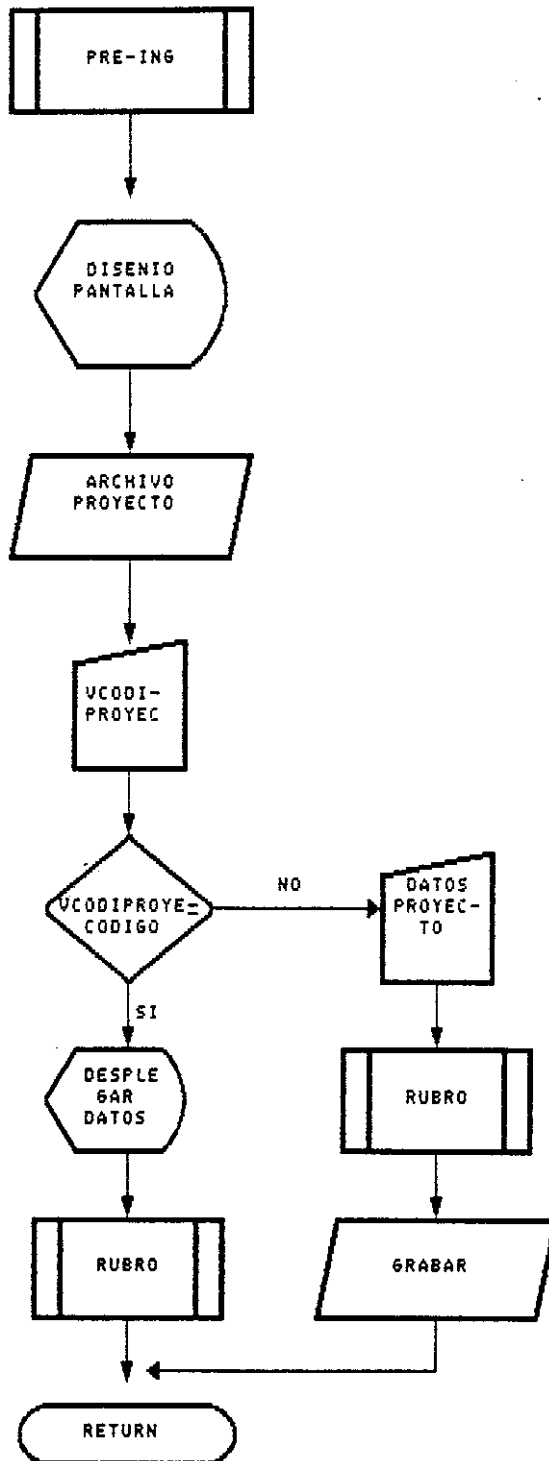 PRE-ING
DISENIO
PANTALLA
ARCHIVO
PROYECTO
VCODI-
PROYEC
VCODIPROYE=
CODIGO
NO
DATOS
PROYEC-
TO
SI
DESPLE
GAR
DATOS
RUBRO
RUBRO
GRABAR
RETURN